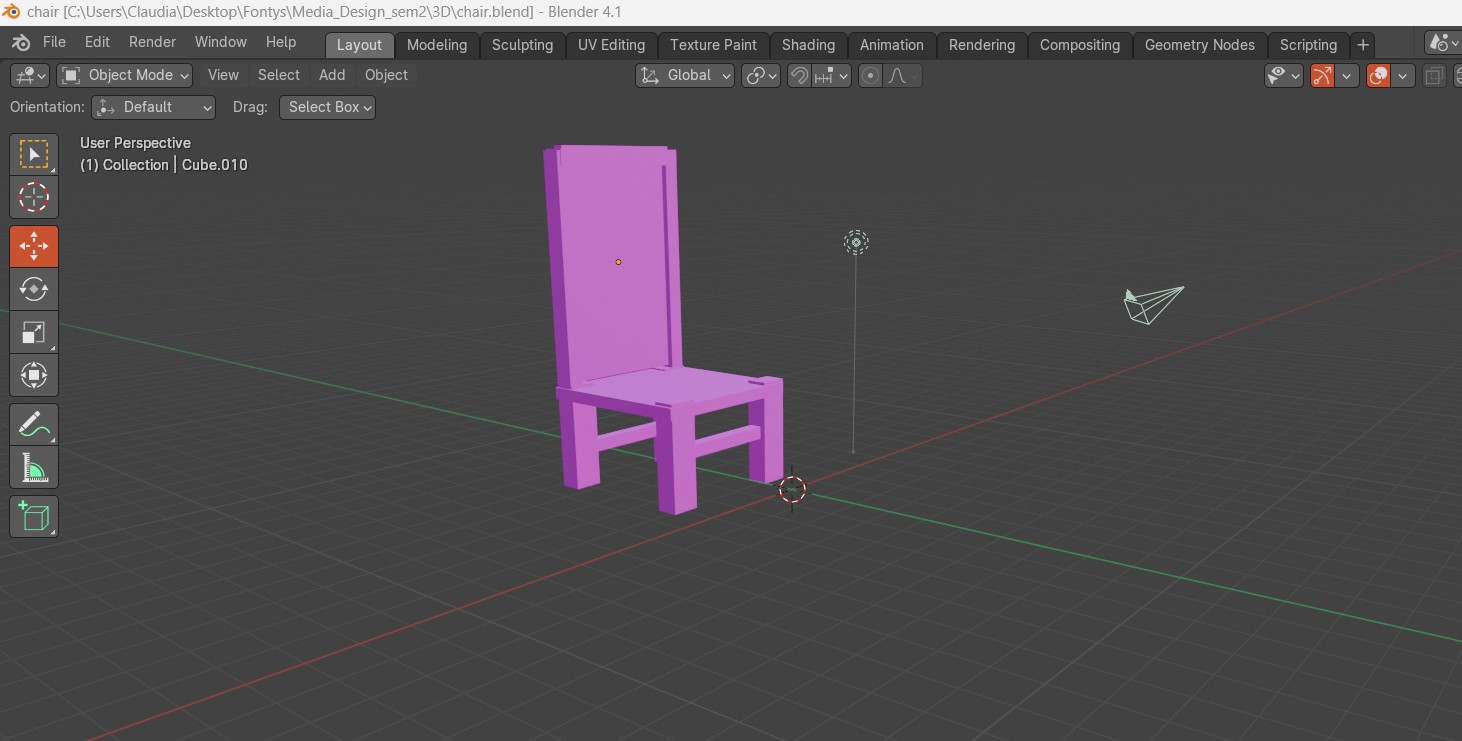 chair [C:\Users\Claudia\Desktop\Fontys\Media_Design_sem2\3D\chair.blend] - Blender 4.1
File Edit Render Window Help Layout Modeling Sculpting UV Editing Texture Paint Shading Animation Rendering Compositing Geometry Nodes Scripting +
Object Mode View Select Add Object Global
Orientation: Default Drag: Select Box
User Perspective
(1) Collection | Cube.010